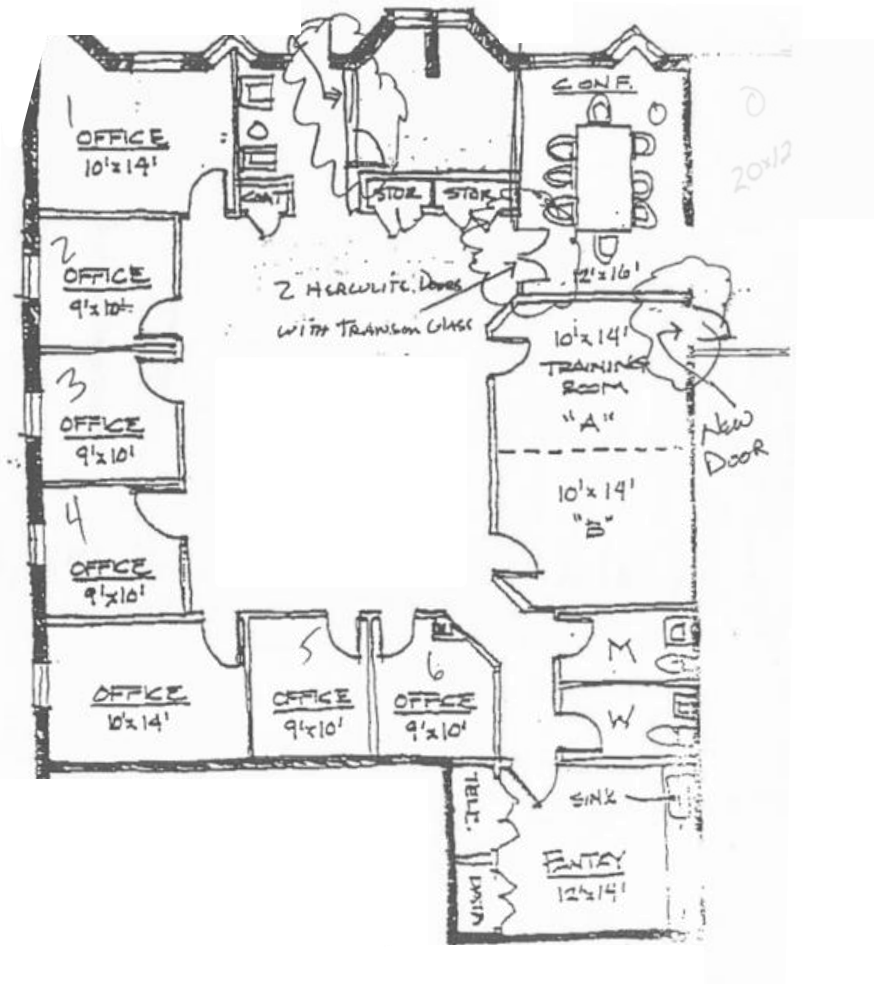 CONF.
1
OFFICE
10'x14'
20x12
COAT
STOR
STOR
2
OFFICE
9'x10'
12'x16'
2 HERCULITE DOORS
WITH TRANSOM GLASS
10'x14'
TRAINING
ROOM
"A"
3
OFFICE
9'x10'
NEW
DOOR
10'x14'
"B"
4
OFFICE
9'x10'
5
6
M
OFFICE
10'x14'
OFFICE
9'x10'
OFFICE
9'x10'
W
TELE.
SINK
PANTRY
12'x14'